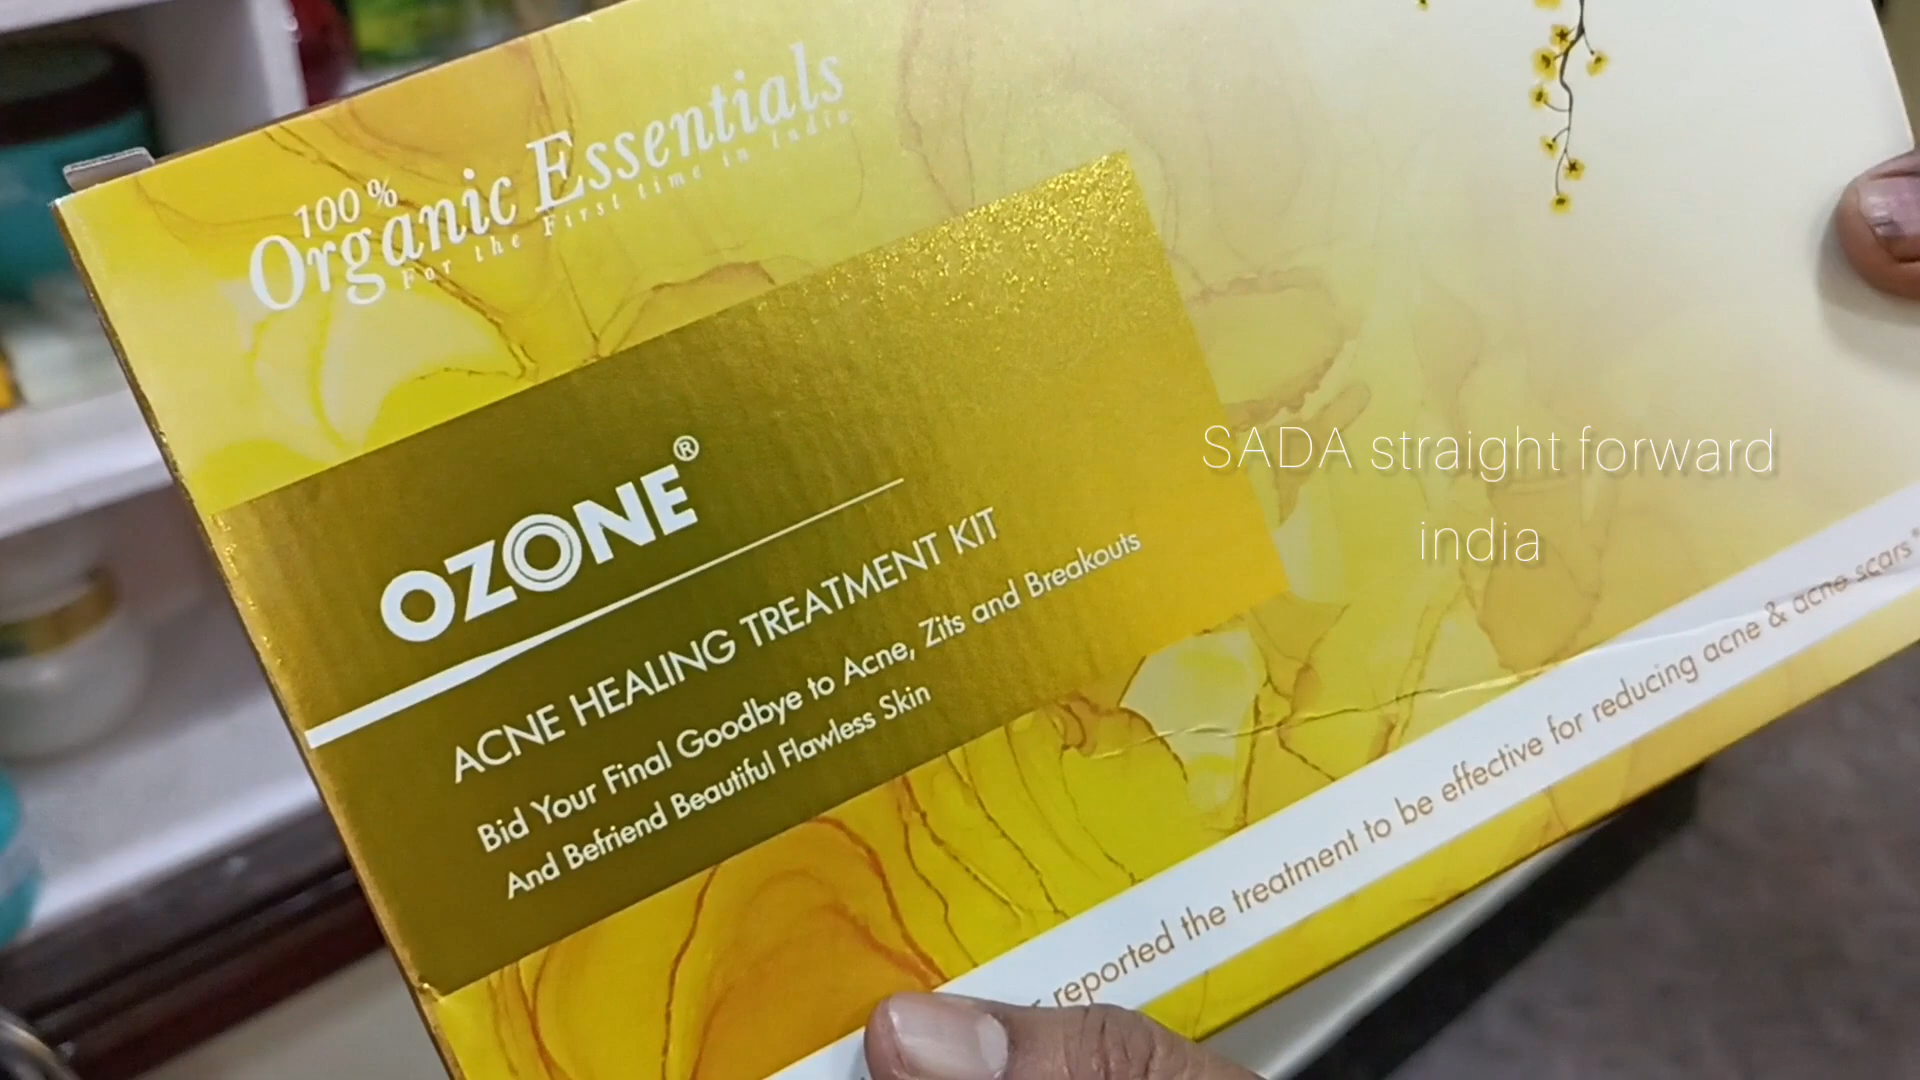 100%
Organic Essentials
For the First time in India
OZONE®
ACNE HEALING TREATMENT KIT
Bid Your Final Goodbye to Acne, Zits and Breakouts
And Befriend Beautiful Flawless Skin
SADA straight forward
india
reported the treatment to be effective for reducing acne & acne scars*